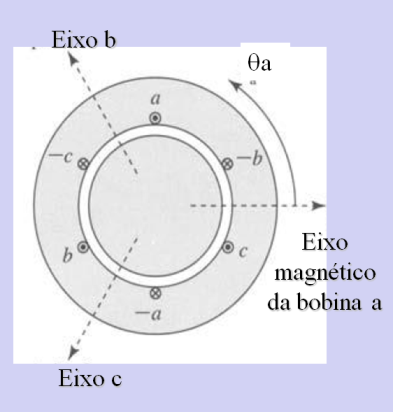 Eixo b
θa
a
−c
−b
b
c
−a
Eixo
magnético
da bobina a
Eixo c